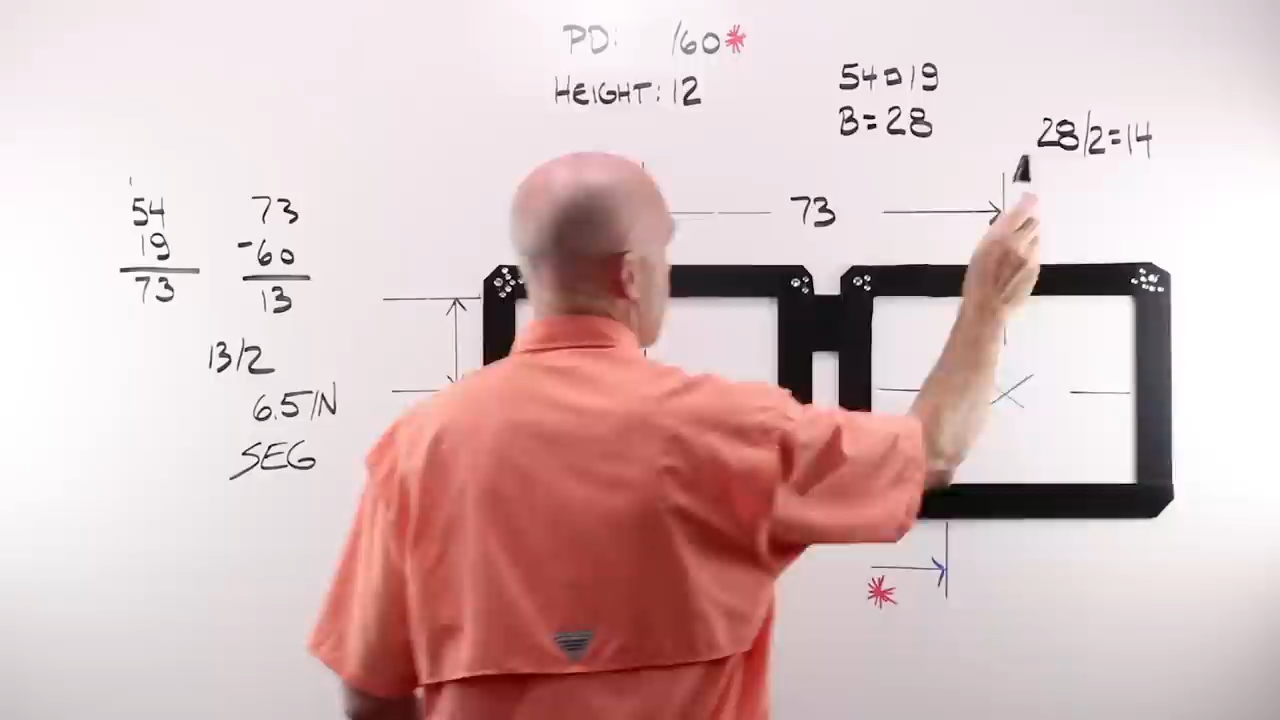 PD: /60*
HEIGHT: 12
54□19
B=28
28/2=14
73
54
19
73
73
-60
13
13/2
6.5 IN
SEG
*